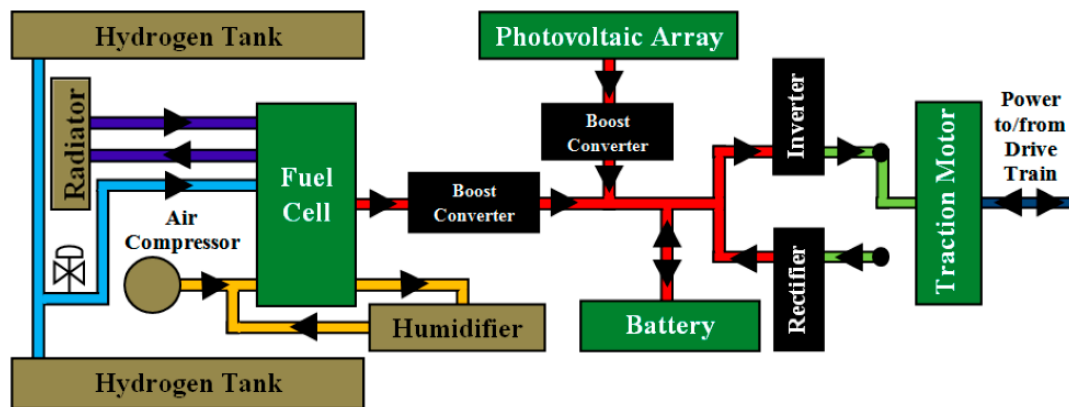 Hydrogen Tank
Photovoltaic Array
Radiator
Boost
Converter
Inverter
Traction Motor
Power
to/from
Drive
Train
Fuel
Cell
Boost
Converter
Air
Compressor
Rectifier
Humidifier
Battery
Hydrogen Tank